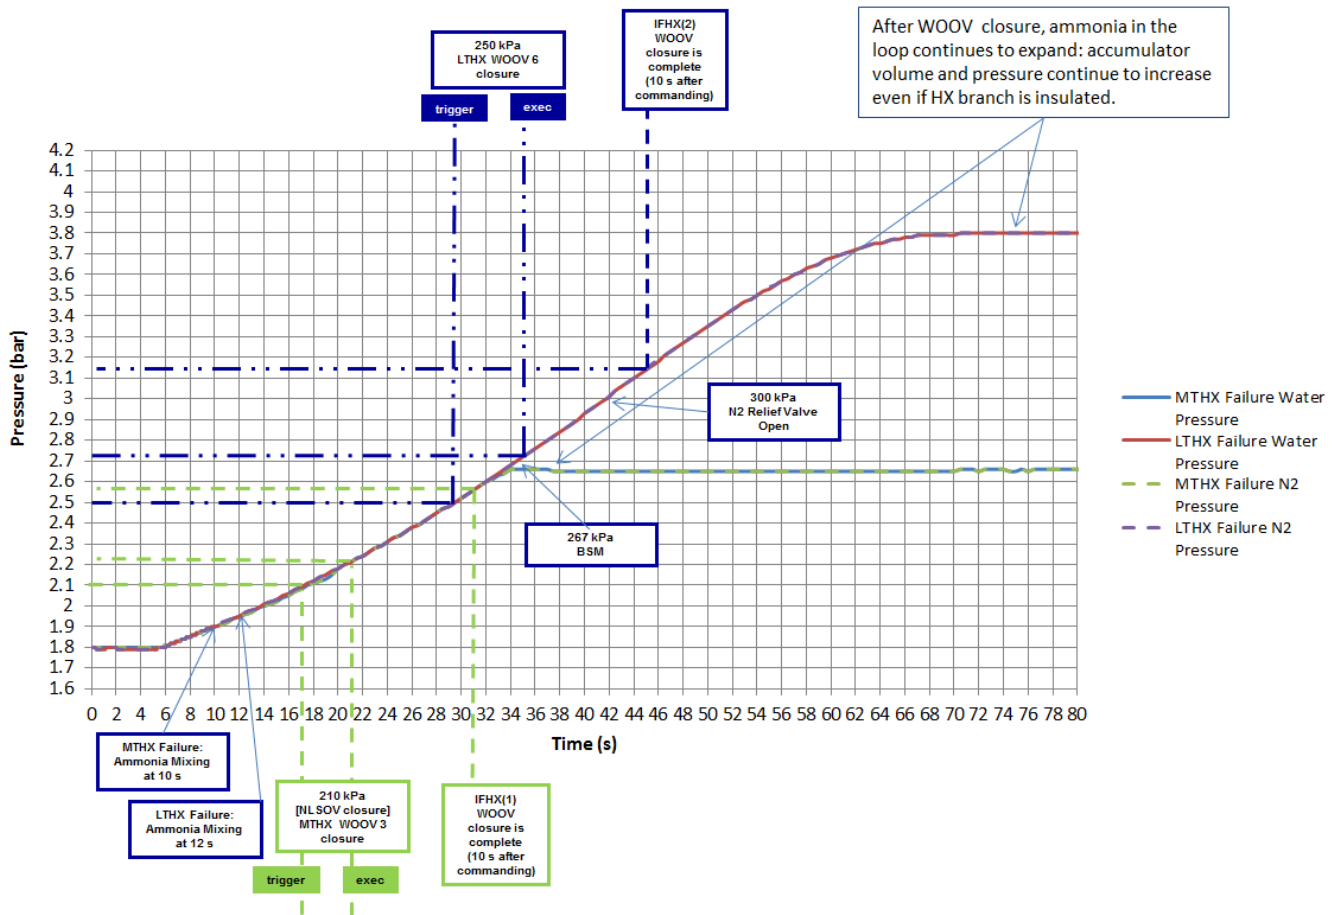 250 kPa
LTHX WOOV 6
closure
trigger
exec
IFHX(2)
WOOV
closure is
complete
(10 s after
commanding)
After WOOV closure, ammonia in the
loop continues to expand: accumulator
volume and pressure continue to increase
even if HX branch is insulated.
Pressure (bar)
4.2
4.1
4
3.9
3.8
3.7
3.6
3.5
3.4
3.3
3.2
3.1
3
2.9
2.8
2.7
2.6
2.5
2.4
2.3
2.2
2.1
2
1.9
1.8
1.7
1.6
300 kPa
N2 Relief Valve
Open
267 kPa
BSM
MTHX Failure Water
Pressure
LTHX Failure Water
Pressure
MTHX Failure N2
Pressure
LTHX Failure N2
Pressure
0 2 4 6 8 10 12 14 16 18 20 22 24 26 28 30 32 34 36 38 40 42 44 46 48 50 52 54 56 58 60 62 64 66 68 70 72 74 76 78 80
Time (s)
MTHX Failure:
Ammonia Mixing
at 10 s
LTHX Failure:
Ammonia Mixing
at 12 s
210 kPa
[NLSOV closure]
MTHX WOOV 3
closure
trigger
exec
IFHX(1)
WOOV
closure is
complete
(10 s after
commanding)